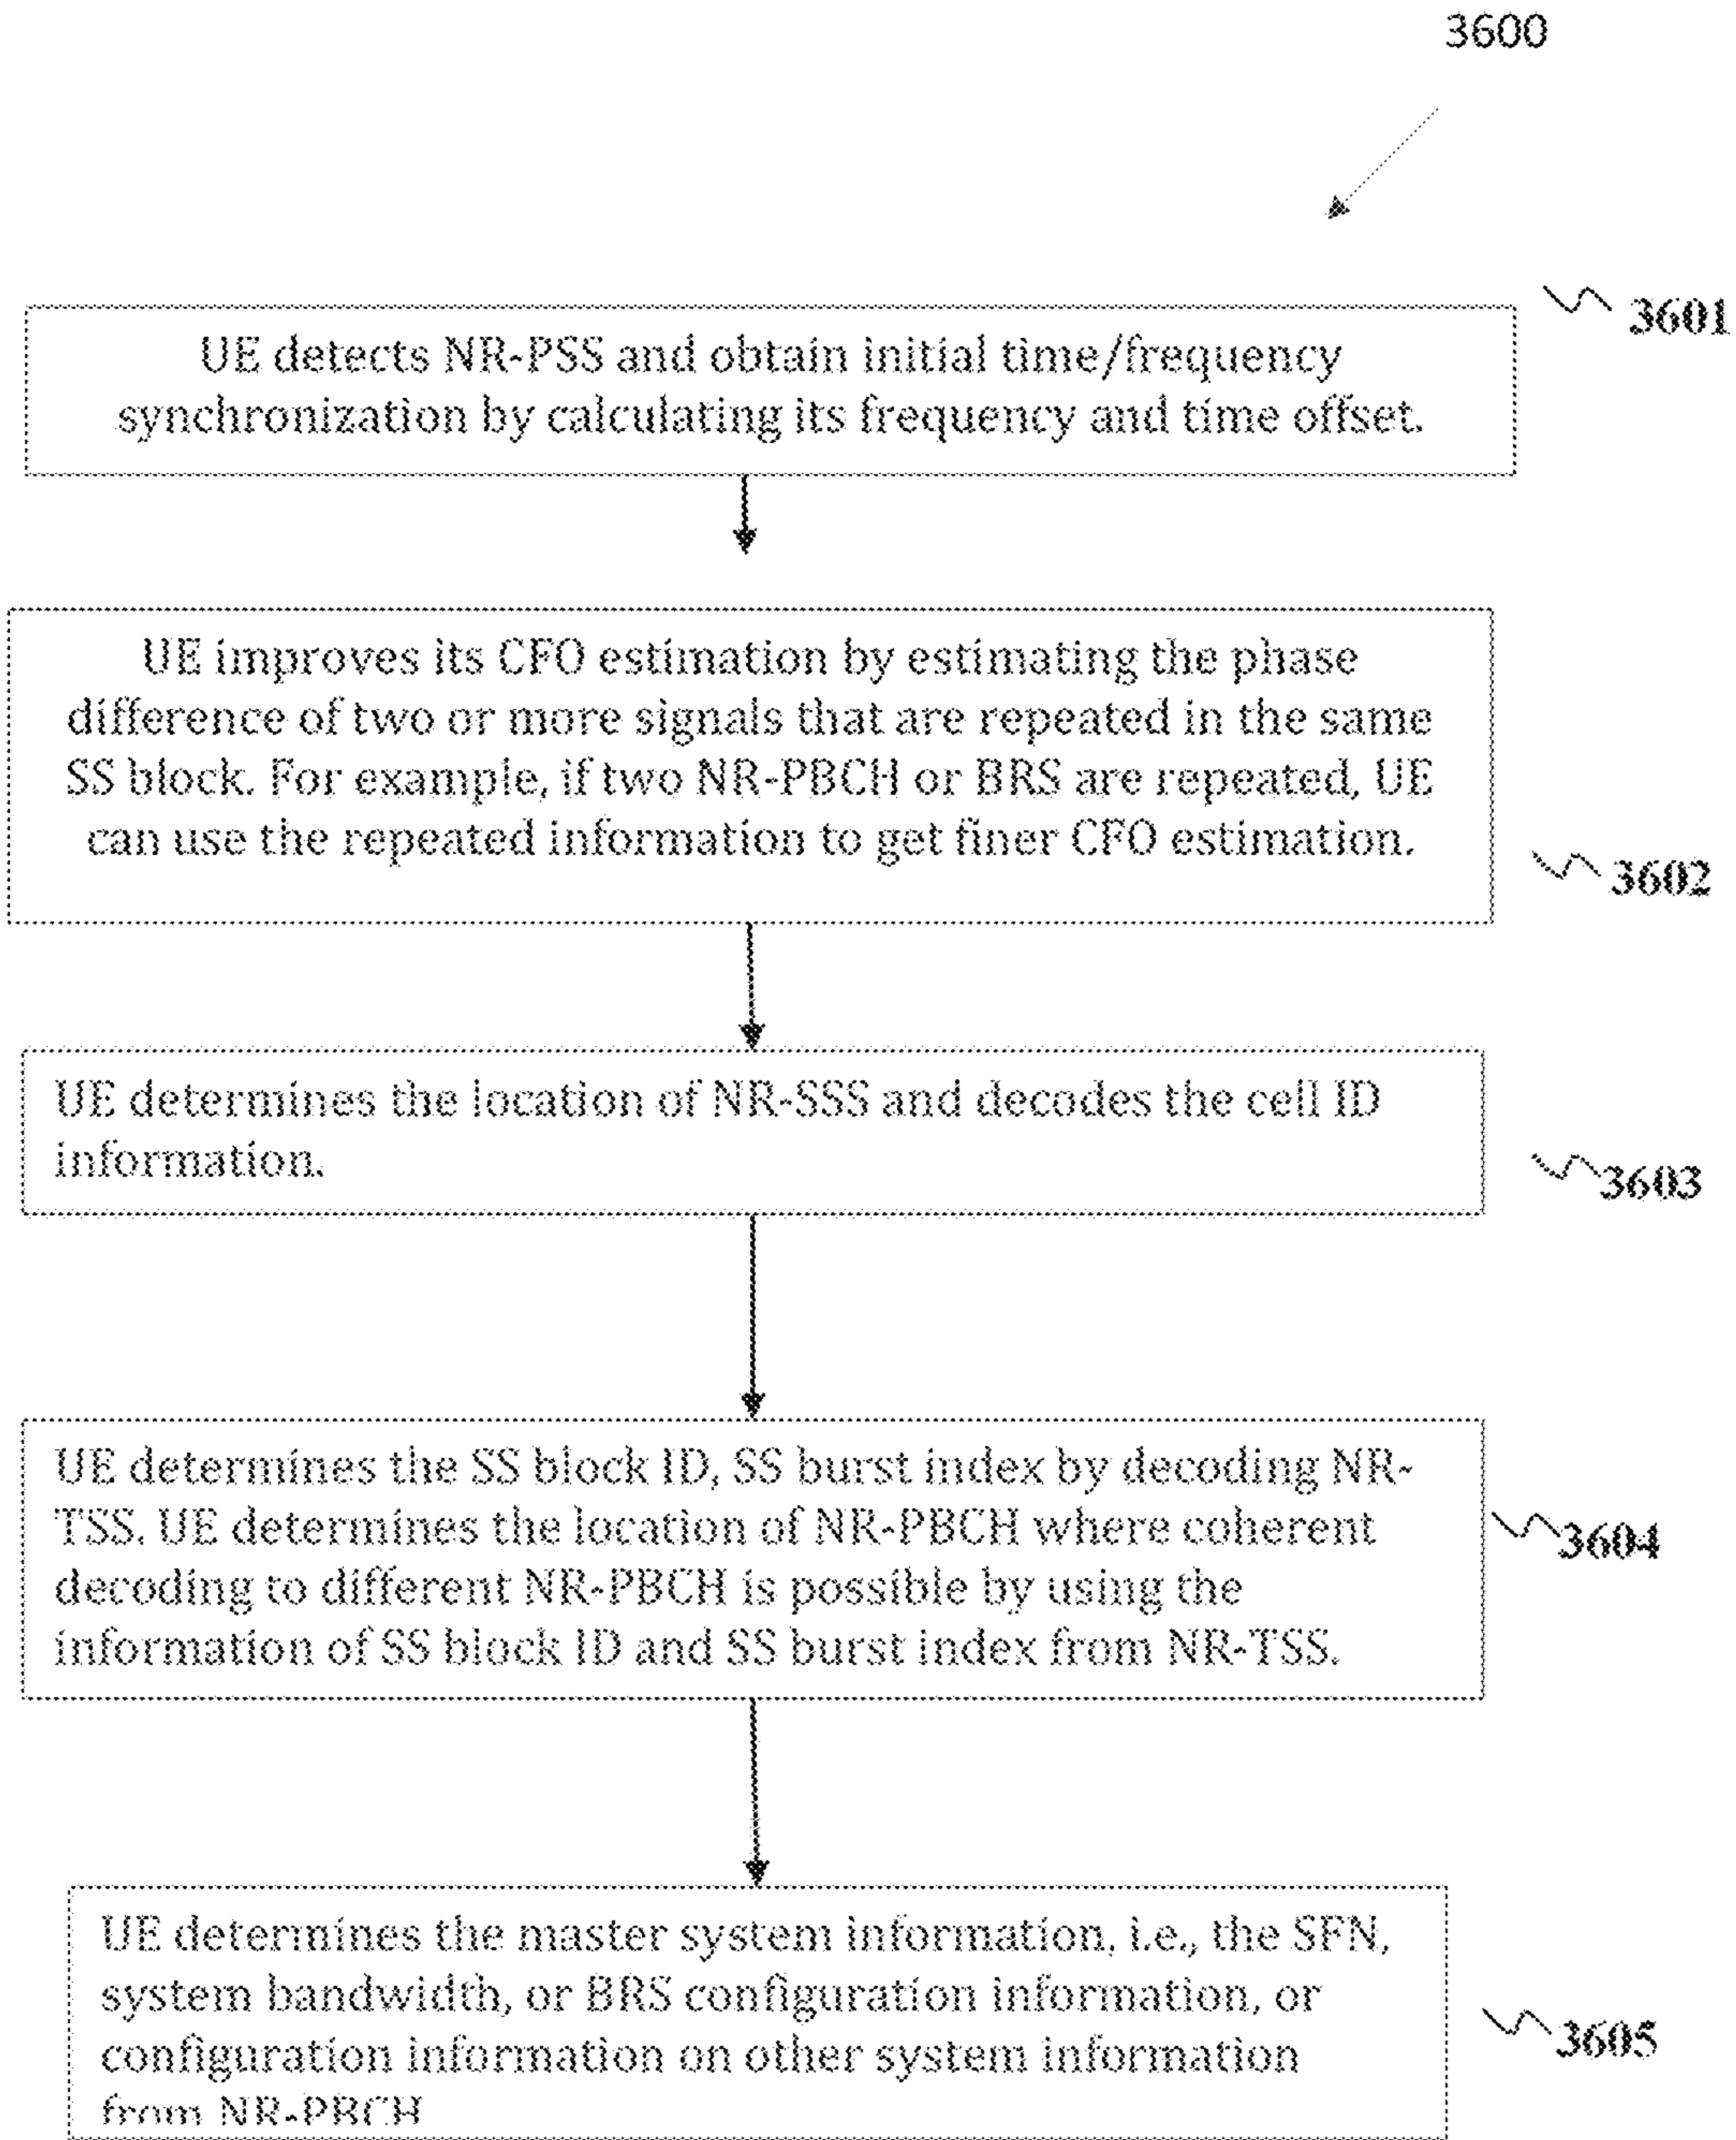 3600
3601
UE detects NR-PSS and obtain initial time/frequency
synchronization by calculating its frequency and time offset.
UE improves its CFO estimation by estimating the phase
difference of two or more signals that are repeated in the same
SS block. For example, if two NR-PBCH or BRS are repeated, UE
can use the repeated information to get finer CFO estimation.
3602
UE determines the location of NR-SSS and decodes the cell ID
information.
3603
UE determines the SS block ID, SS burst index by decoding NR-
TSS. UE determines the location of NR-PBCH where coherent
decoding to different NR-PBCH is possible by using the
information of SS block ID and SS burst index from NR-TSS.
3604
UE determines the master system information, i.e., the SFN,
system bandwidth, or BRS configuration information, or
configuration information on other system information
from NR-PBCH
3605